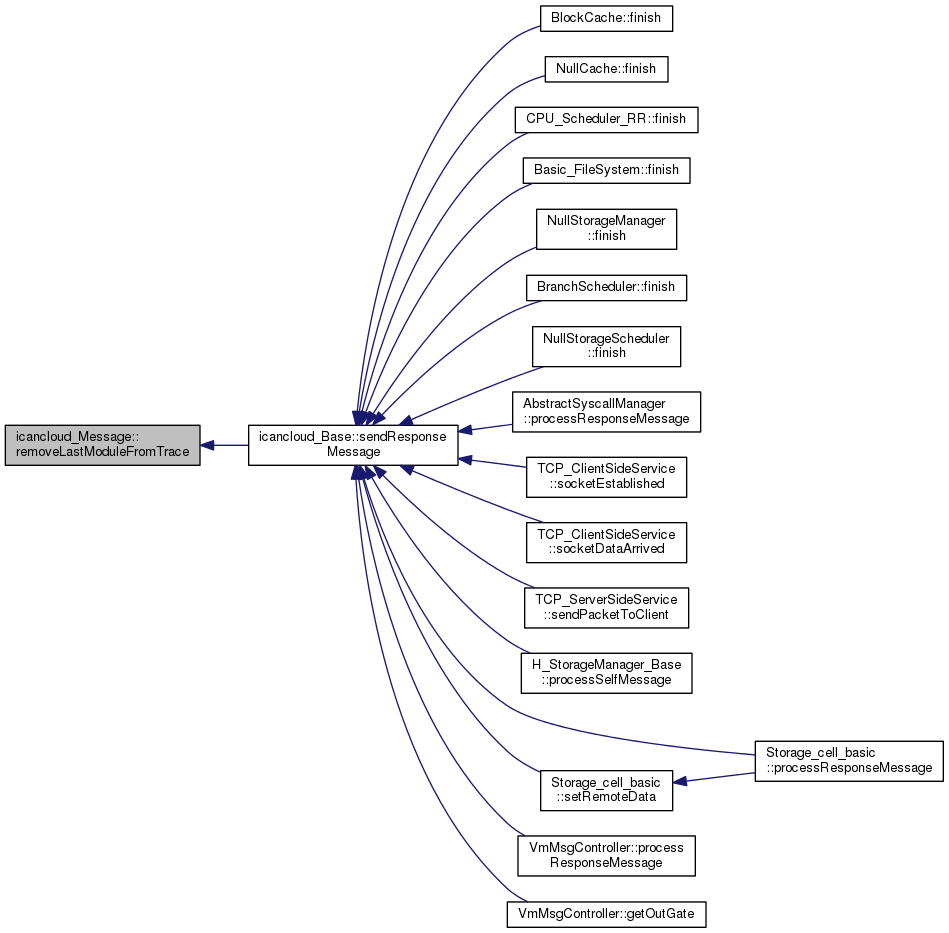 BlockCache::finish
NullCache::finish
CPU_Scheduler_RR::finish
Basic_FileSystem::finish
NullStorageManager
::finish
BranchScheduler::finish
NullStorageScheduler
::finish
AbstractSyscallManager
::processResponseMessage
icancloud_Message::
removeLastModuleFromTrace
icancloud_Base::sendResponse
Message
TCP_ClientSideService
::socketEstablished
TCP_ClientSideService
::socketDataArrived
TCP_ServerSideService
::sendPacketToClient
H_StorageManager_Base
::processSelfMessage
Storage_cell_basic
::processResponseMessage
Storage_cell_basic
::setRemoteData
VmMsgController::process
ResponseMessage
VmMsgController::getOutGate